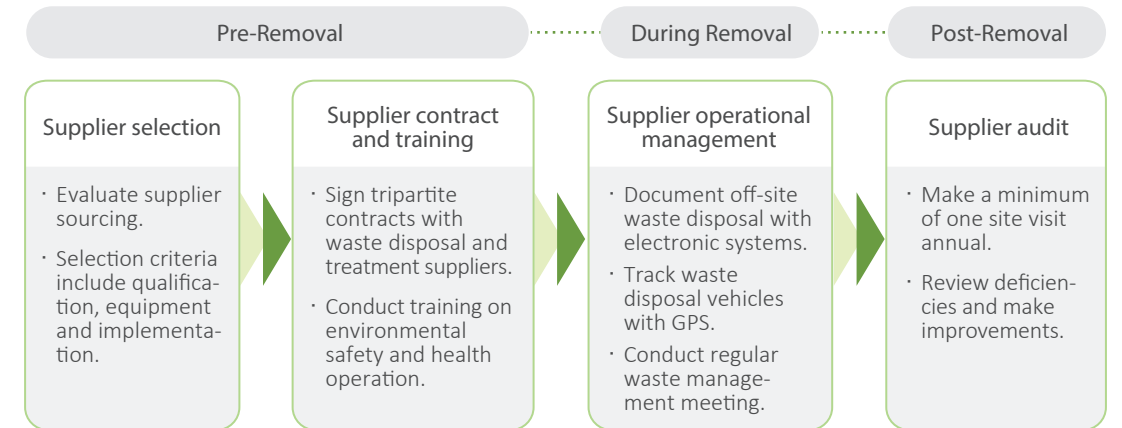 Pre-Removal
During Removal
Post-Removal
Supplier selection
· Evaluate supplier
sourcing.
· Selection criteria
include qualifica-
tion, equipment
and implementa-
tion.
Supplier contract
and training
· Sign tripartite
contracts with
waste disposal and
treatment suppliers.
· Conduct training on
environmental
safety and health
operation.
Supplier operational
management
· Document off-site
waste disposal with
electronic systems.
· Track waste
disposal vehicles
with GPS.
· Conduct regular
waste manage-
ment meeting.
Supplier audit
· Make a minimum
of one site visit
annual.
· Review deficien-
cies and make
improvements.